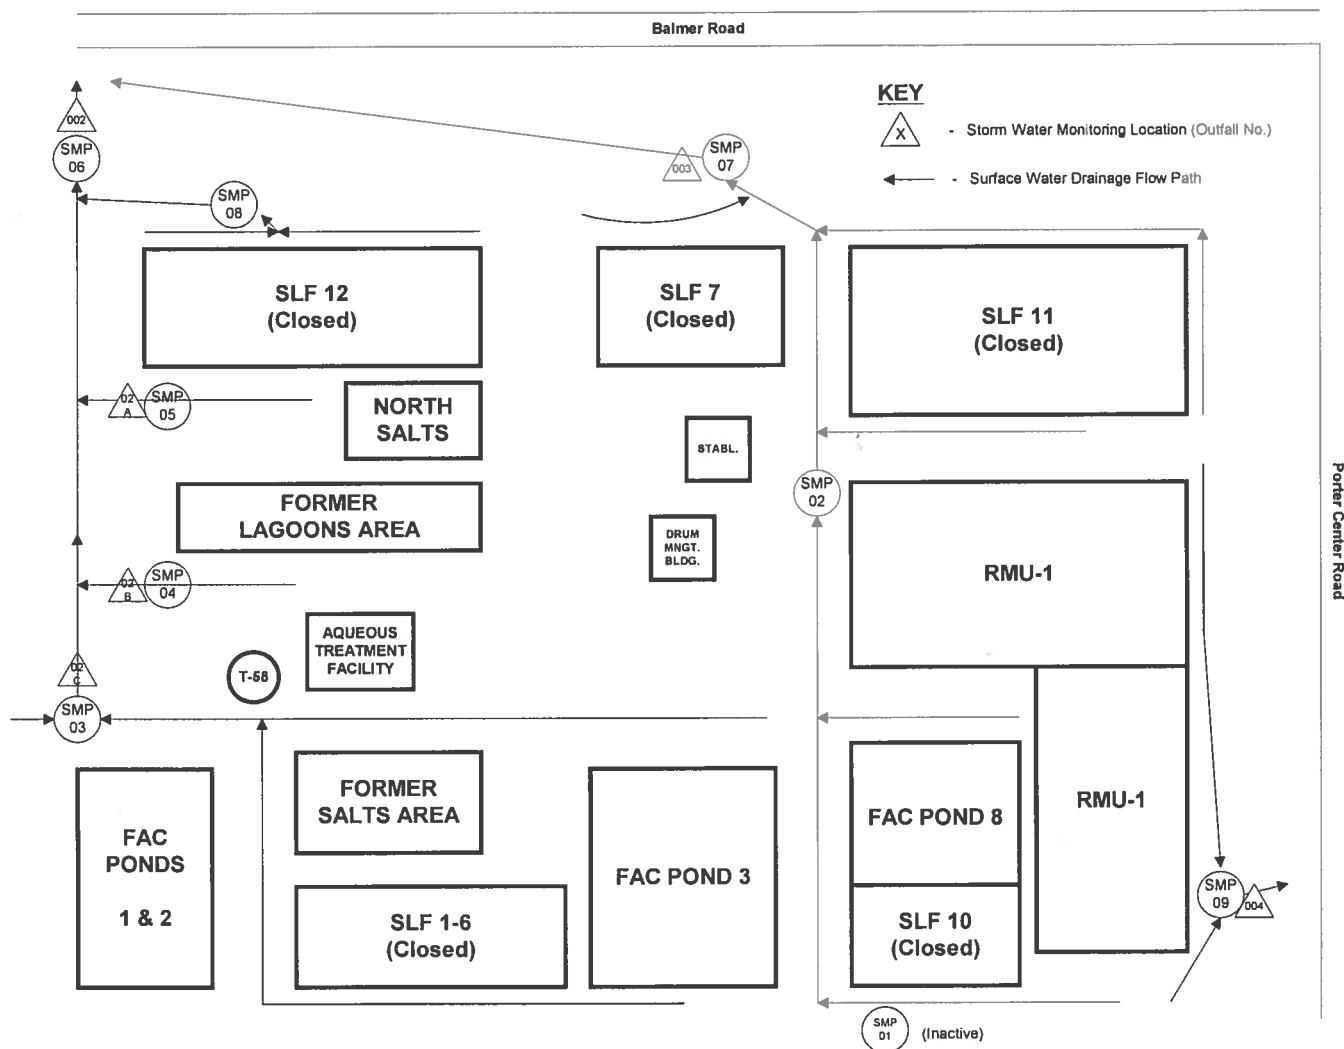 Balmer Road
KEY
X - Storm Water Monitoring Location (Outfall No.)
- Surface Water Drainage Flow Path
002
SMP
06
SMP
07
003
SMP
08
SLF 12
(Closed)
SLF 7
(Closed)
SLF 11
(Closed)
02
A
SMP
05
NORTH
SALTS
STABL.
SMP
02
FORMER
LAGOONS AREA
DRUM
MNGT.
BLDG.
RMU-1
Porter Center Road
02
B
SMP
04
AQUEOUS
TREATMENT
FACILITY
T-58
02
C
SMP
03
FORMER
SALTS AREA
FAC
PONDS
1 & 2
FAC POND 3
FAC POND 8
RMU-1
SLF 1-6
(Closed)
SLF 10
(Closed)
SMP
09
004
SMP
01
(Inactive)